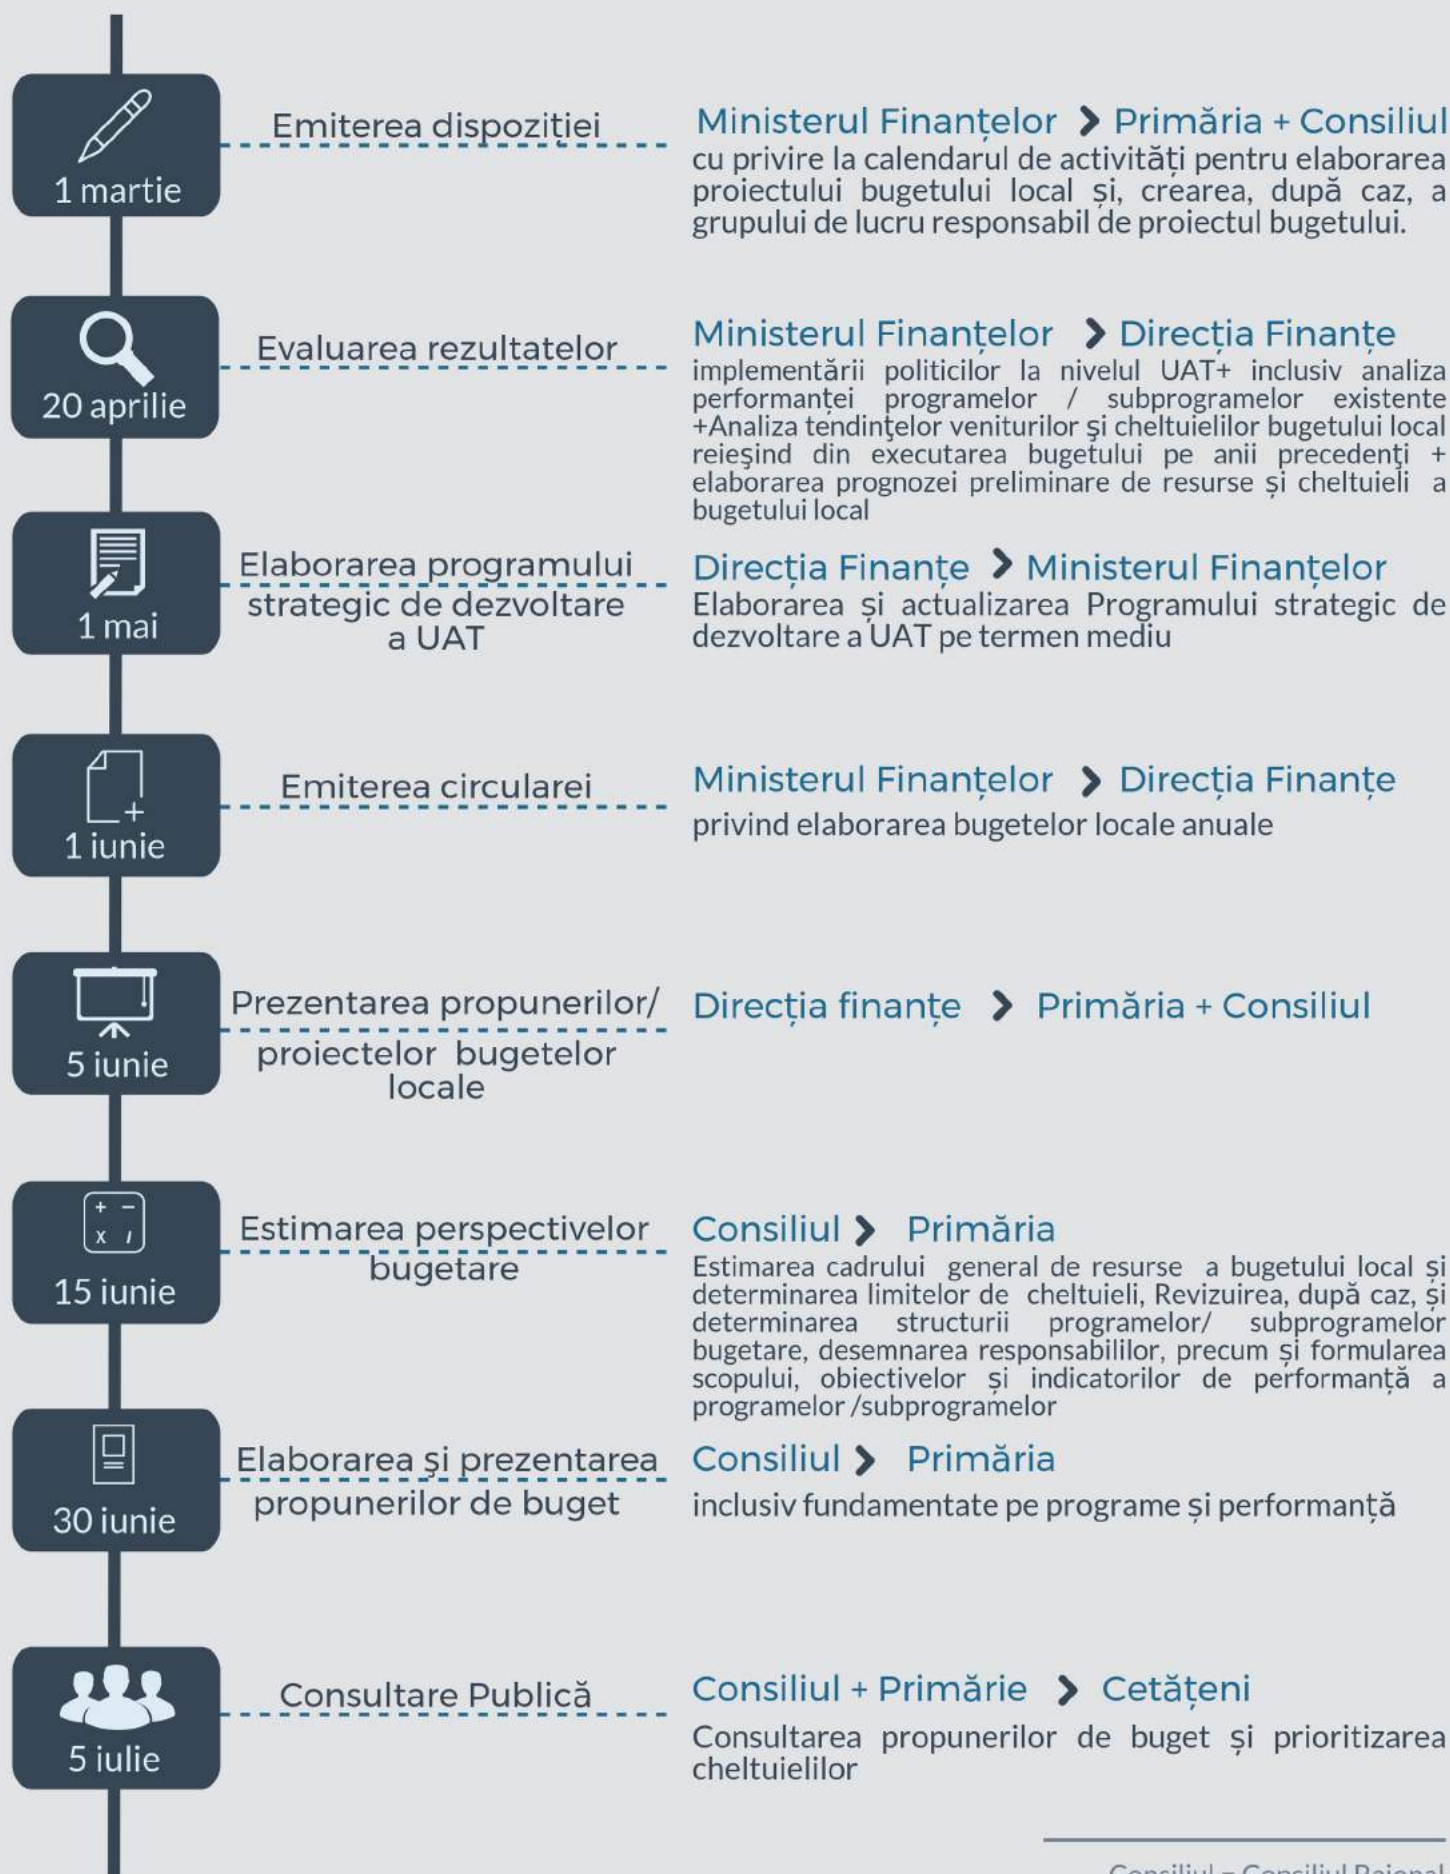 1 martie
Emiterea dispoziției
Ministerul Finanțelor > Primăria + Consiliul
cu privire la calendarul de activități pentru elaborarea
proiectului bugetului local și, crearea, după caz, a
grupului de lucru responsabil de proiectul bugetului.
20 aprilie
Evaluarea rezultatelor
Ministerul Finanțelor > Direcția Finanțe
implementării politicilor la nivelul UAT+ inclusiv analiza
performanței programelor / subprogramelor existente
+Analiza tendinţelor veniturilor şi cheltuielilor bugetului local
reieşind din executarea bugetului pe anii precedenţi +
elaborarea prognozei preliminare de resurse și cheltuieli a
bugetului local
1 mai
Elaborarea programului
strategic de dezvoltare
a UAT
Direcția Finanțe > Ministerul Finanțelor
Elaborarea și actualizarea Programului strategic de
dezvoltare a UAT pe termen mediu
1 iunie
Emiterea circularei
Ministerul Finanțelor > Direcția Finanțe
privind elaborarea bugetelor locale anuale
5 iunie
Prezentarea propunerilor/
proiectelor bugetelor
locale
Direcția finanțe > Primăria + Consiliul
+ −
x /
15 iunie
Estimarea perspectivelor
bugetare
Consiliul > Primăria
Estimarea cadrului general de resurse a bugetului local și
determinarea limitelor de cheltuieli, Revizuirea, după caz, și
determinarea structurii programelor/ subprogramelor
bugetare, desemnarea responsabililor, precum și formularea
scopului, obiectivelor și indicatorilor de performanță a
programelor /subprogramelor
30 iunie
Elaborarea şi prezentarea
propunerilor de buget
Consiliul > Primăria
inclusiv fundamentate pe programe și performanță
5 iulie
Consultare Publică
Consiliul + Primărie > Cetățeni
Consultarea propunerilor de buget și prioritizarea
cheltuielilor
Consiliul = Consiliul Raional